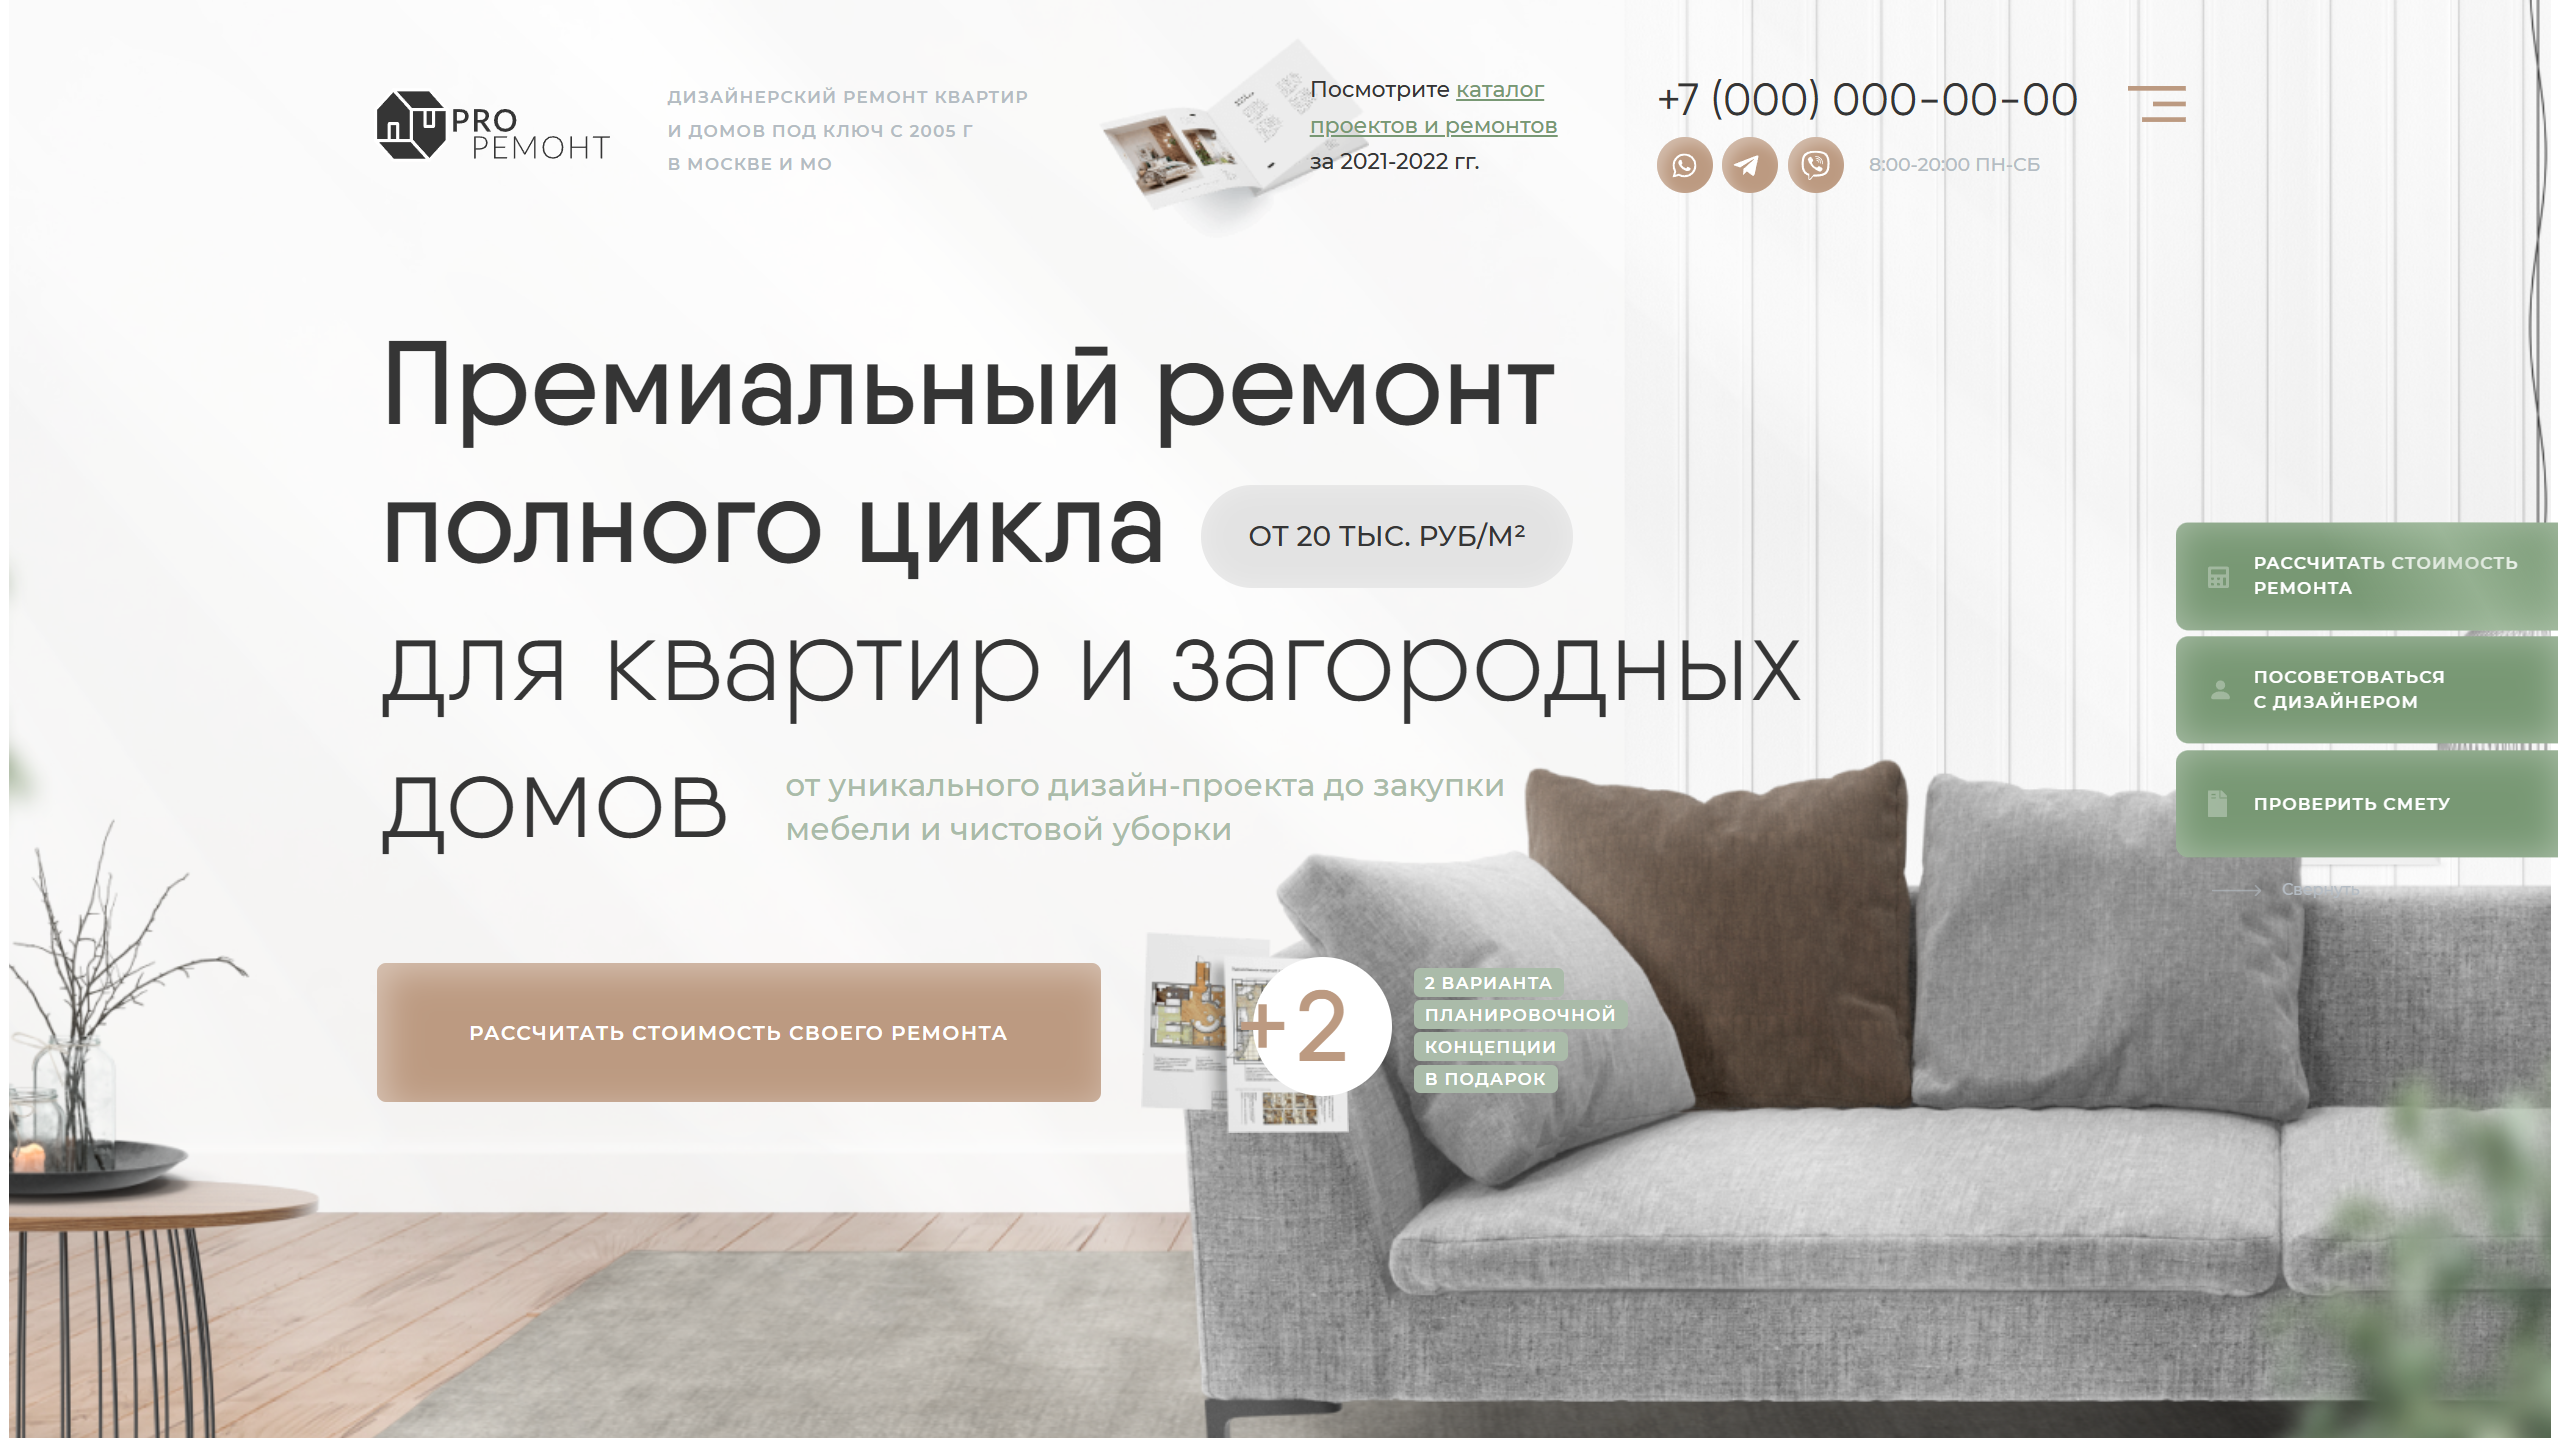 PRO
РЕМОНТ
ДИЗАЙНЕРСКИЙ РЕМОНТ КВАРТИР
И ДОМОВ ПОД КЛЮЧ С 2005 Г
В МОСКВЕ И МО
Посмотрите каталог
проектов и ремонтов
за 2021-2022 гг.
+7 (000) 000-00-00
8:00-20:00 ПН-СБ
Премиальный ремонт
полного цикла
ОТ 20 ТЫС. РУБ/М²
для квартир и загородных
домов
от уникального дизайн-проекта до закупки
мебели и чистовой уборки
РАССЧИТАТЬ СТОИМОСТЬ
РЕМОНТА
ПОСОВЕТОВАТЬСЯ
С ДИЗАЙНЕРОМ
ПРОВЕРИТЬ СМЕТУ
Свернуть
РАССЧИТАТЬ СТОИМОСТЬ СВОЕГО РЕМОНТА
+2
2 ВАРИАНТА
ПЛАНИРОВОЧНОЙ
КОНЦЕПЦИИ
В ПОДАРОК